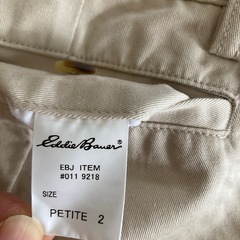 Eddie Bauer®
EBJ ITEM
#011 9218
SIZE
PETITE 2